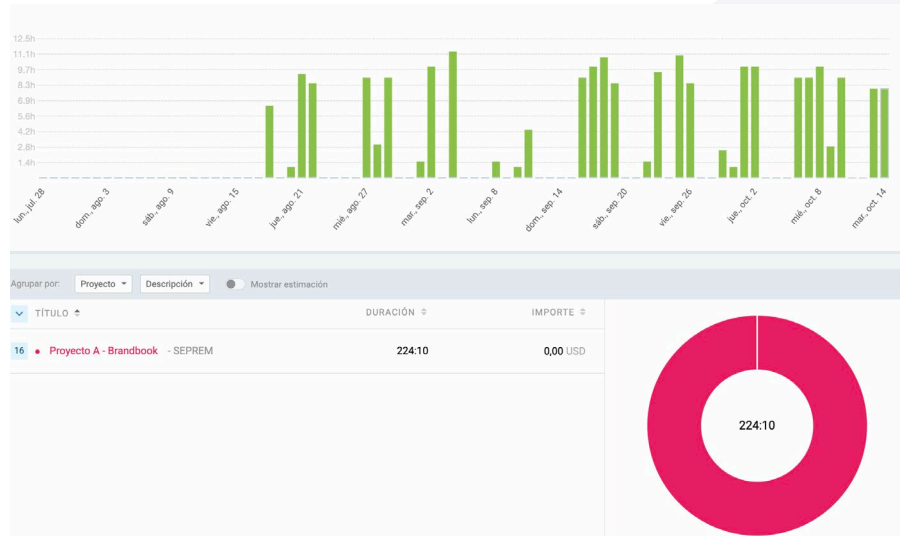 12.5h
11.1h
9.7h
8.3h
6.9h
5.6h
4.2h
2.8h
1.4h
lun., jul. 28
dom., ago. 3
sáb., ago. 9
vie., ago. 15
jue., ago. 21
mié., ago. 27
mar., sep. 2
lun., sep. 8
dom., sep. 14
sáb., sep. 20
vie., sep. 26
jue., oct. 2
mié., oct. 8
mar., oct. 14
Agrupar por: Proyecto Descripción Mostrar estimación
TÍTULO DURACIÓN IMPORTE
16 Proyecto A - Brandbook - SEPREM 224:10 0,00 USD
224:10